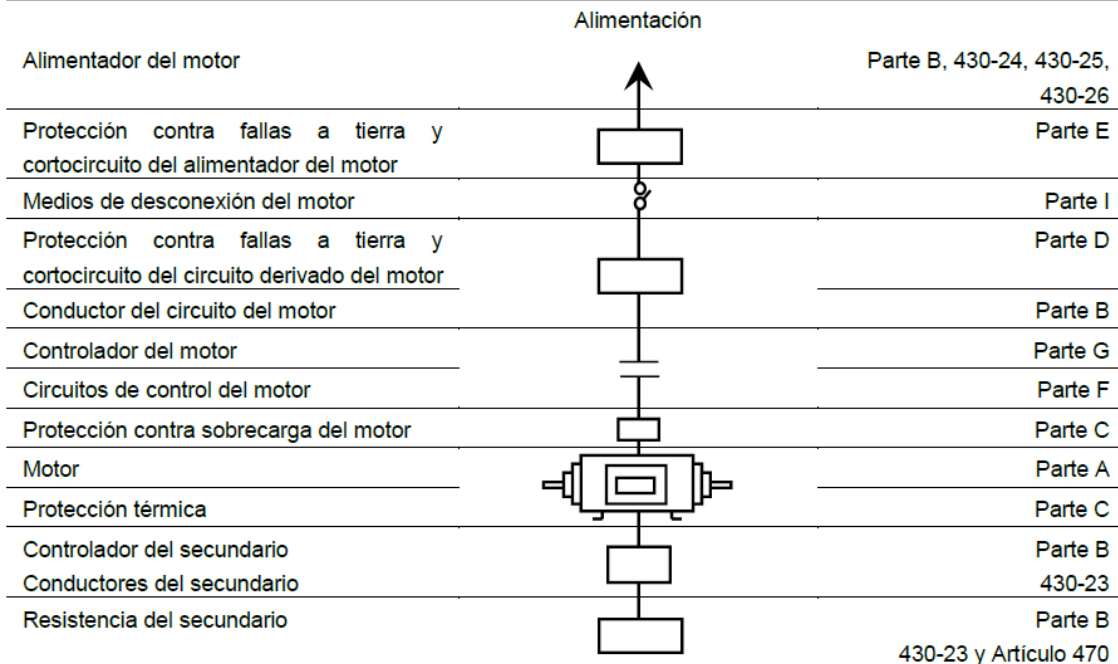 Alimentación
Alimentador del motor
Parte B, 430-24, 430-25,
430-26
Protección contra fallas a tierra y
cortocircuito del alimentador del motor
Parte E
Medios de desconexión del motor
Parte I
Protección contra fallas a tierra y
cortocircuito del circuito derivado del motor
Parte D
Conductor del circuito del motor
Parte B
Controlador del motor
Parte G
Circuitos de control del motor
Parte F
Protección contra sobrecarga del motor
Parte C
Motor
Parte A
Protección térmica
Parte C
Controlador del secundario
Parte B
Conductores del secundario
430-23
Resistencia del secundario
Parte B
430-23 y Artículo 470